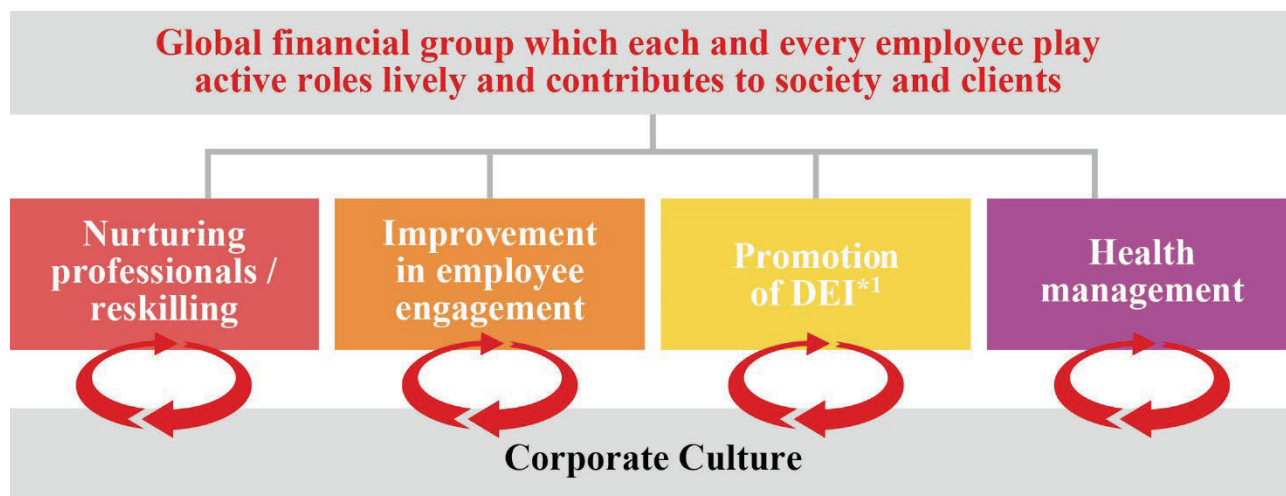 Global financial group which each and every employee play
active roles lively and contributes to society and clients
Nurturing
professionals /
reskilling
Improvement
in employee
engagement
Promotion
of DEI*1
Health
management
Corporate Culture